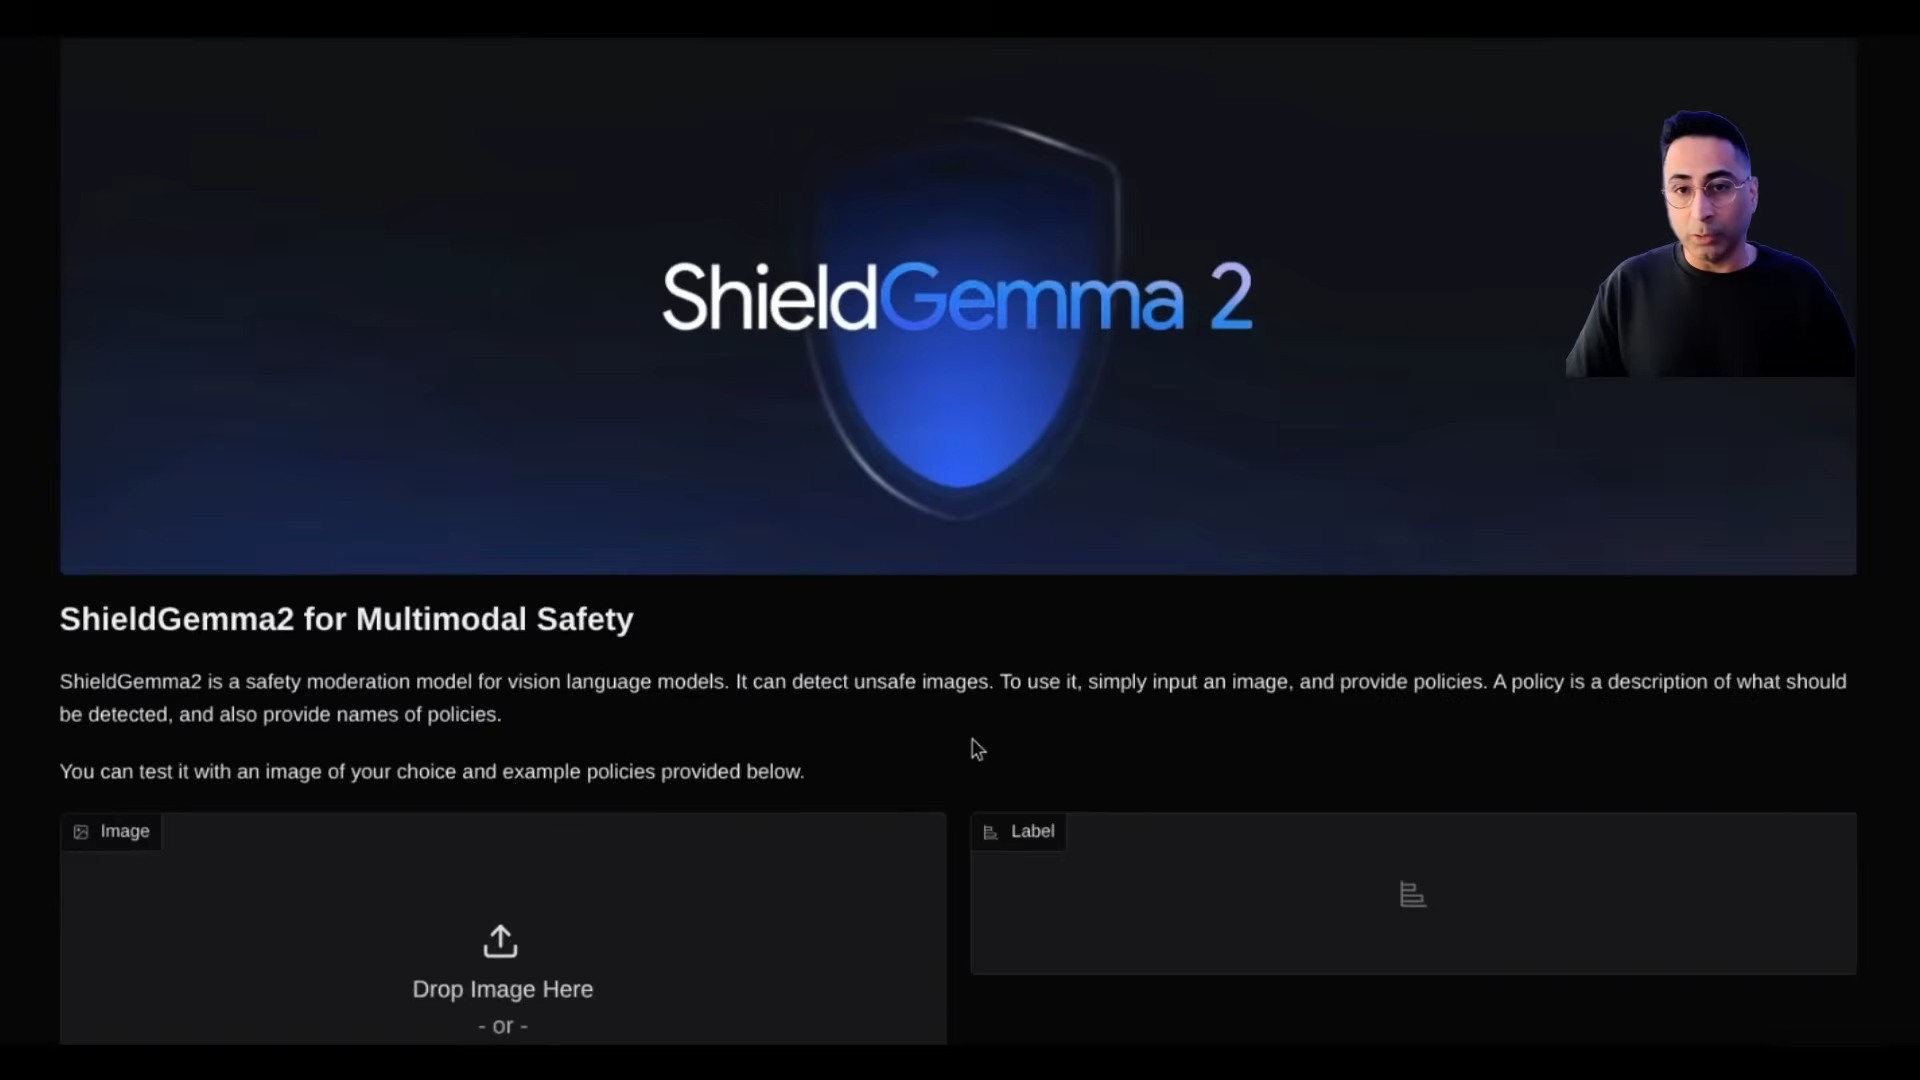 ShieldGemma 2
ShieldGemma2 for Multimodal Safety
ShieldGemma2 is a safety moderation model for vision language models. It can detect unsafe images. To use it, simply input an image, and provide policies. A policy is a description of what should
be detected, and also provide names of policies.
You can test it with an image of your choice and example policies provided below.
Image
Label
Drop Image Here
- or -